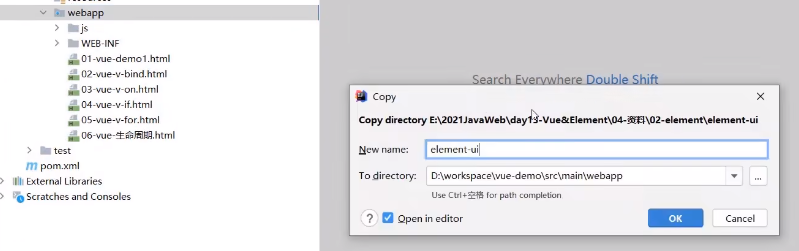 webapp
js
WEB-INF
01-vue-demo1.html
02-vue-v-bind.html
03-vue-v-on.html
04-vue-v-if.html
05-vue-v-for.html
06-vue-生命周期.html
test
pom.xml
External Libraries
Scratches and Consoles
Search Everywhere Double Shift
Copy
Copy directory E:\2021JavaWeb\day13-Vue&Element\04-资料\02-element\element-ui
New name:
element-ui
To directory:
D:\workspace\vue-demo\src\main\webapp
...
Use Ctrl+空格 for path completion
?
Open in editor
OK
Cancel